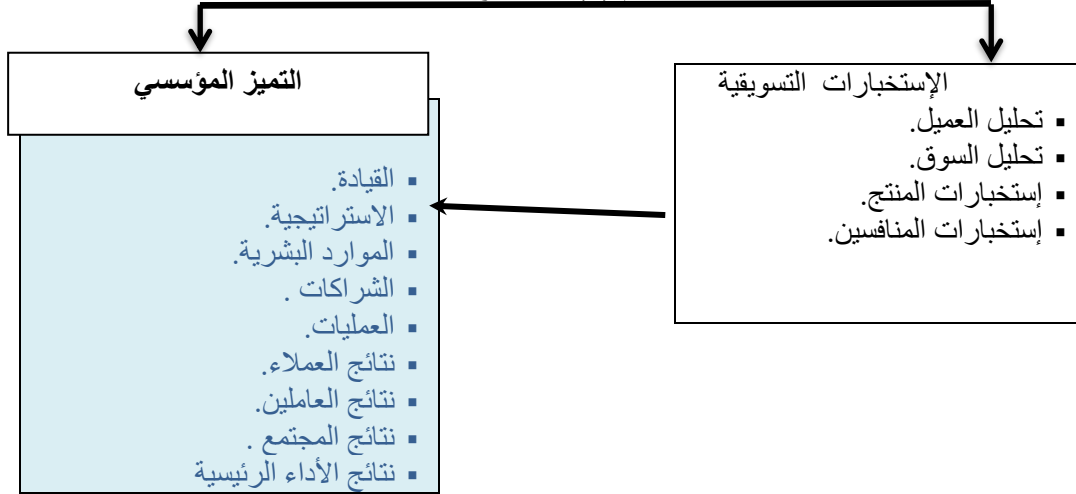 الإستخبارات التسويقية
▪ تحليل العميل.
▪ تحليل السوق.
▪ إستخبارات المنتج.
▪ إستخبارات المنافسين.
التميز المؤسسي
▪ القيادة.
▪ الاستراتيجية.
▪ الموارد البشرية.
▪ الشراكات .
▪ العمليات.
▪ نتائج العملاء.
▪ نتائج العاملين.
▪ نتائج المجتمع .
▪ نتائج الأداء الرئيسية